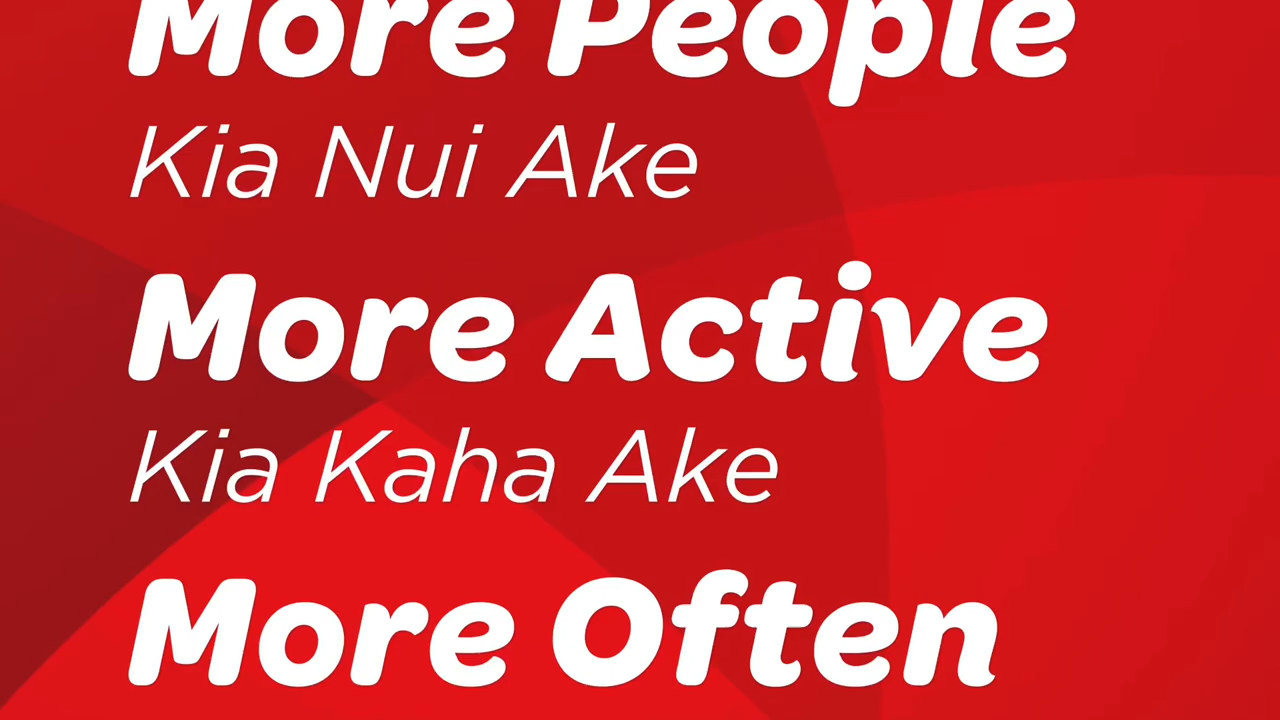 More People
Kia Nui Ake
More Active
Kia Kaha Ake
More Often